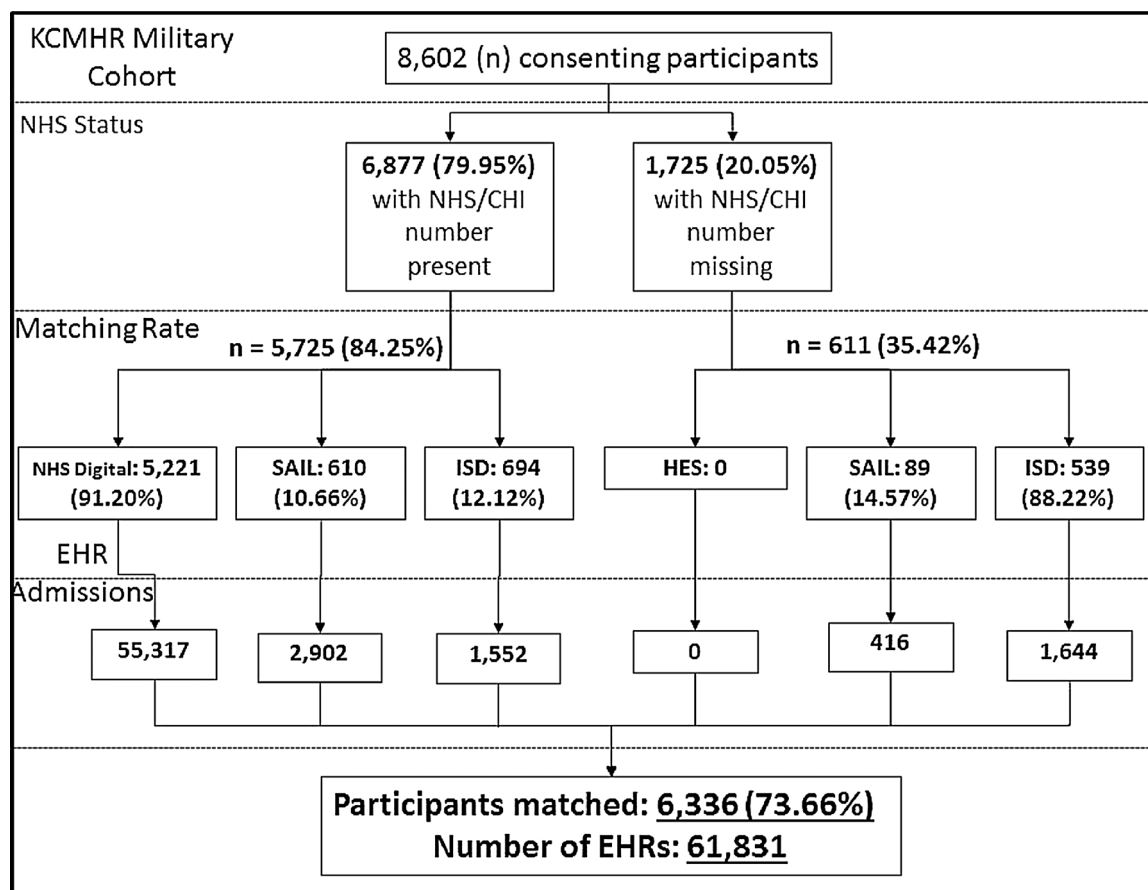 KCMHR Military
Cohort
8,602 (n) consenting participants
NHS Status
6,877 (79.95%)
with NHS/CHI
number
present
1,725 (20.05%)
with NHS/CHI
number
missing
Matching Rate
n = 5,725 (84.25%)
n = 611 (35.42%)
NHS Digital: 5,221
(91.20%)
SAIL: 610
(10.66%)
ISD: 694
(12.12%)
HES: 0
SAIL: 89
(14.57%)
ISD: 539
(88.22%)
EHR
Admissions
55,317
2,902
1,552
0
416
1,644
Participants matched: 6,336 (73.66%)
Number of EHRs: 61,831